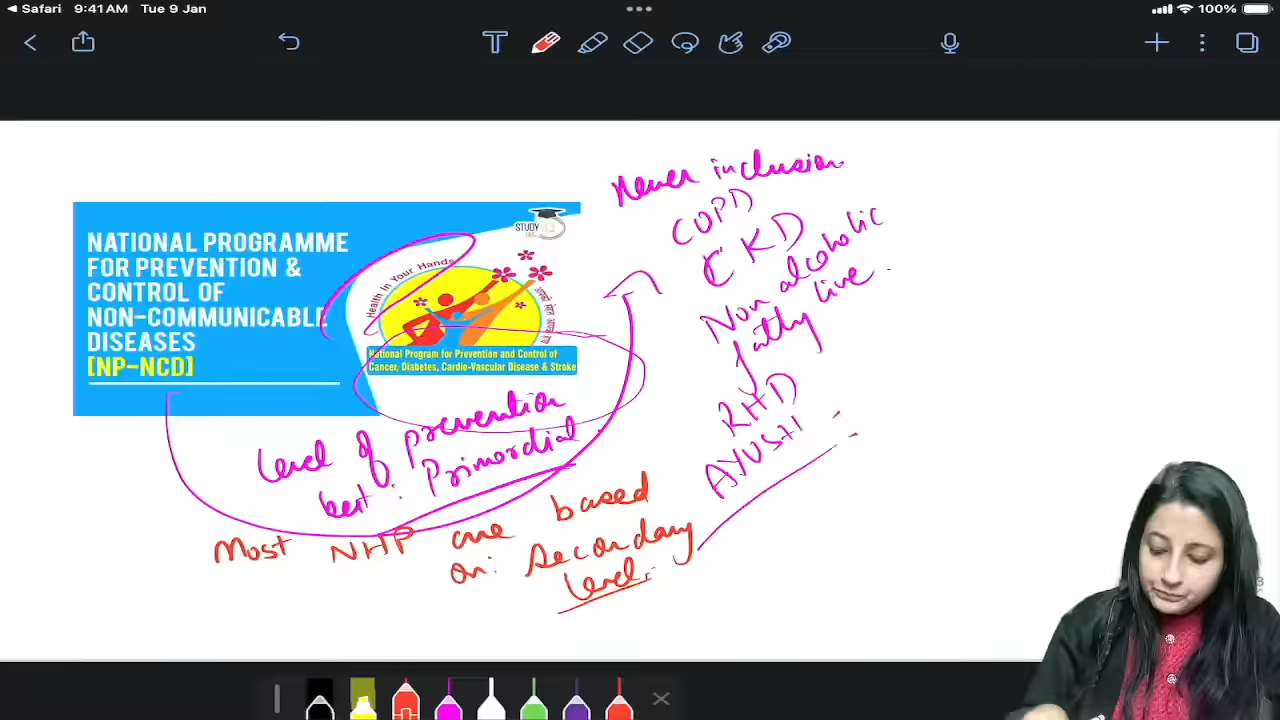 Safari 9:41 AM Tue 9 Jan
100%
NATIONAL PROGRAMME
FOR PREVENTION &
CONTROL OF
NON-COMMUNICABLE
DISEASES
[NP-NCD]
STUDY
Health in Your Hands
National Program for Prevention and Control of
Cancer, Diabetes, Cardio-Vascular Disease & Stroke
Newer inclusion
COPD
CKD
Non alcoholic
fatty live
RHD
AYUSH
Level of prevention
best : Primordial
Most NHP are based
on: Secondary
level